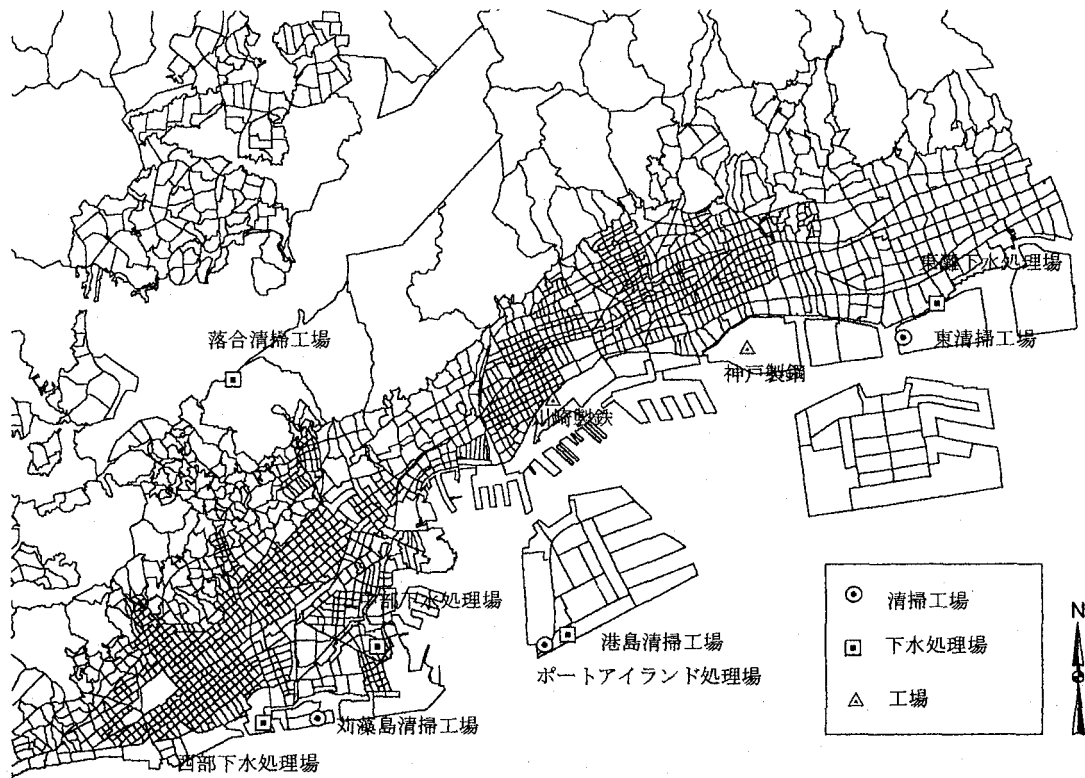 東灘下水処理場
落合清掃工場
東清掃工場
神戸製鋼
川崎製鉄
部下水処理場
港島清掃工場
ポートアイランド処理場
苅藻島清掃工場
西部下水処理場
清掃工場
下水処理場
工場
N